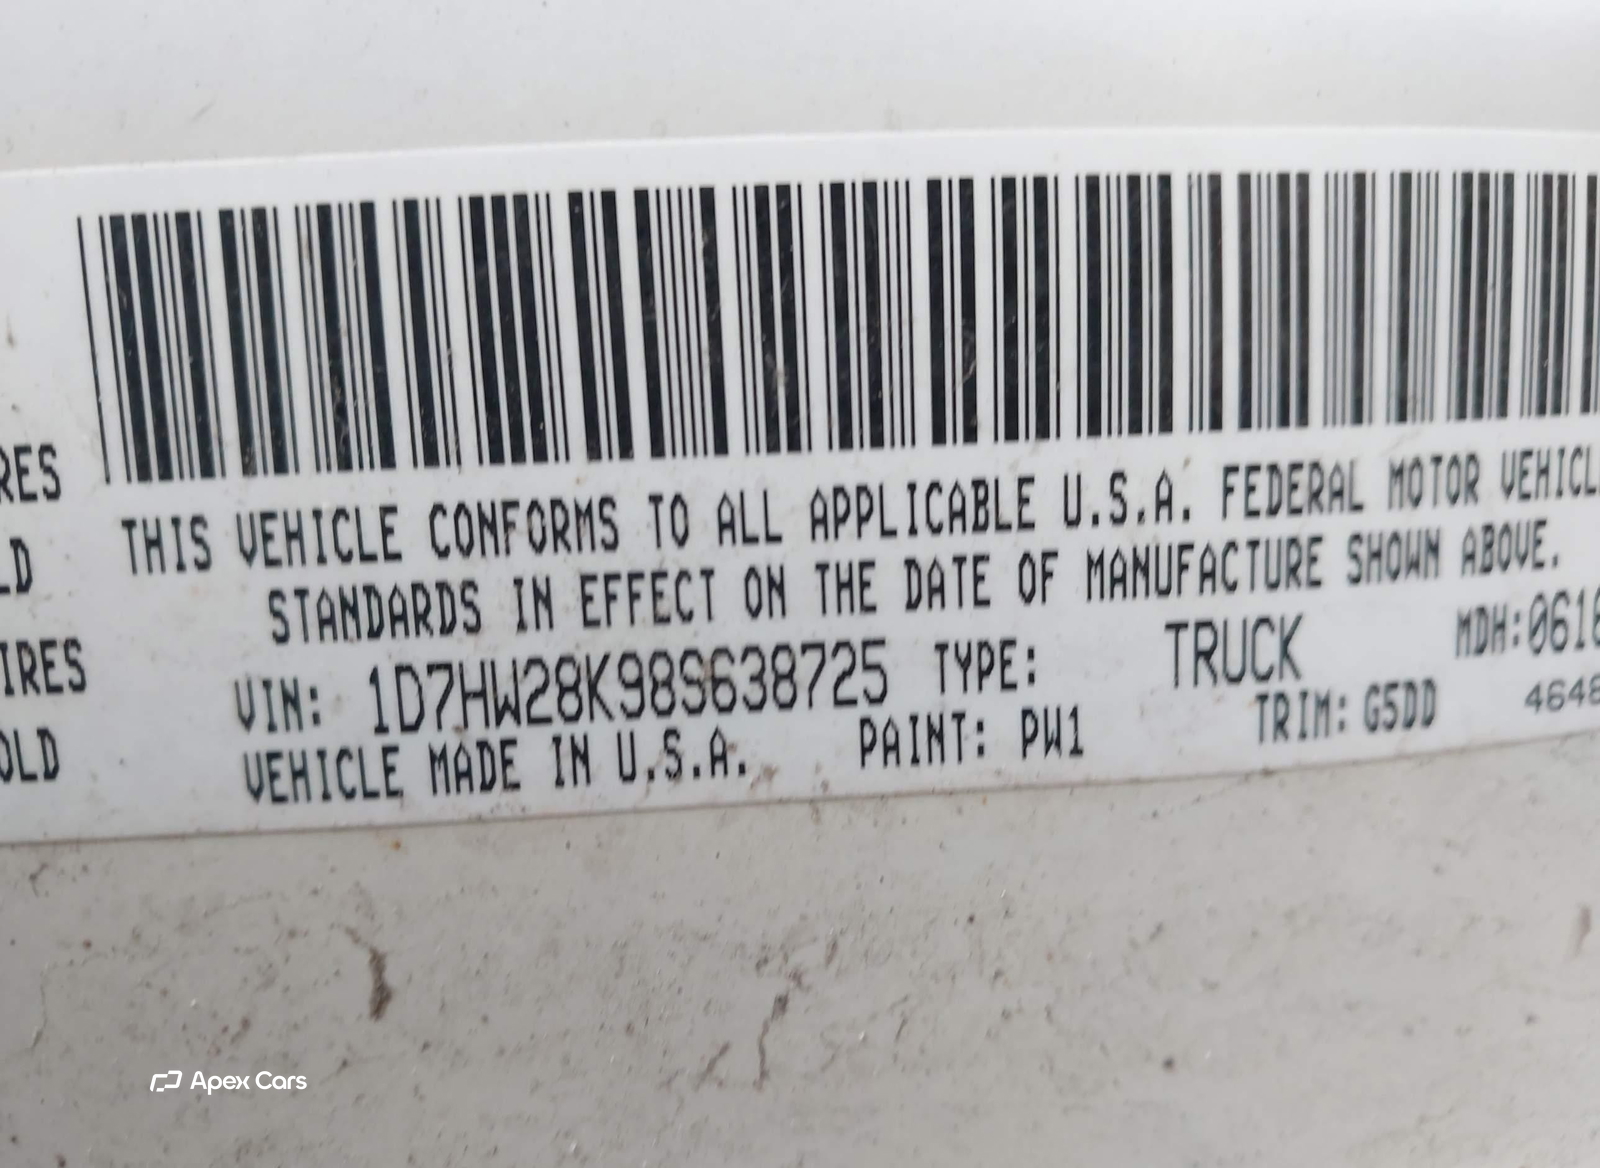 RES
LD
IRES
OLD
THIS VEHICLE CONFORMS TO ALL APPLICABLE U.S.A. FEDERAL MOTOR VEHICL
STANDARDS IN EFFECT ON THE DATE OF MANUFACTURE SHOWN ABOVE.
VIN: 1D7HW28K98S638725 TYPE: TRUCK MDH:061
VEHICLE MADE IN U.S.A. PAINT: PW1 TRIM: G5DD 4648
Apex Cars